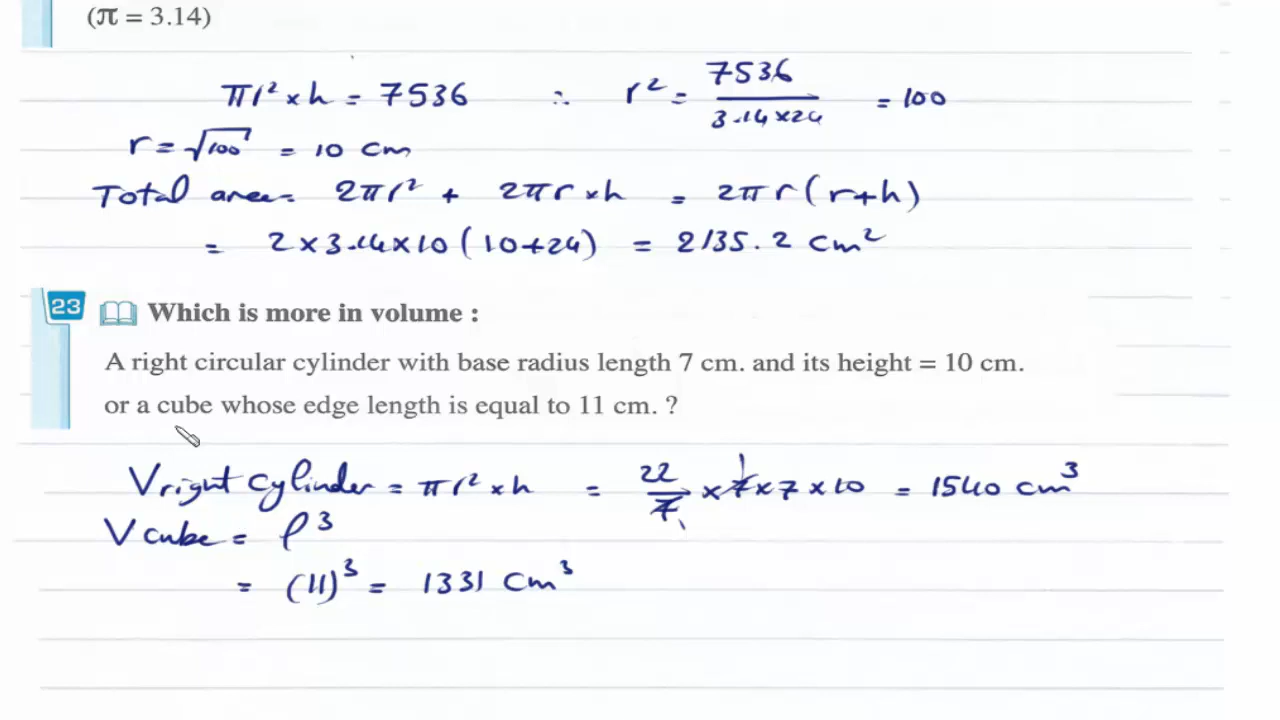 (π = 3.14)
πr² × h = 7536 ∴ r² = 7536 / 3.14×24 = 100
r = √100 = 10 cm
Total area = 2πr² + 2πr × h = 2πr(r+h)
= 2 × 3.14 × 10 (10+24) = 2135.2 cm²
23 Which is more in volume :
A right circular cylinder with base radius length 7 cm. and its height = 10 cm.
or a cube whose edge length is equal to 11 cm. ?
V right cylinder = πr² × h = 22/7 × 7 × 7 × 10 = 1540 cm³
V cube = ℓ³
= (11)³ = 1331 cm³